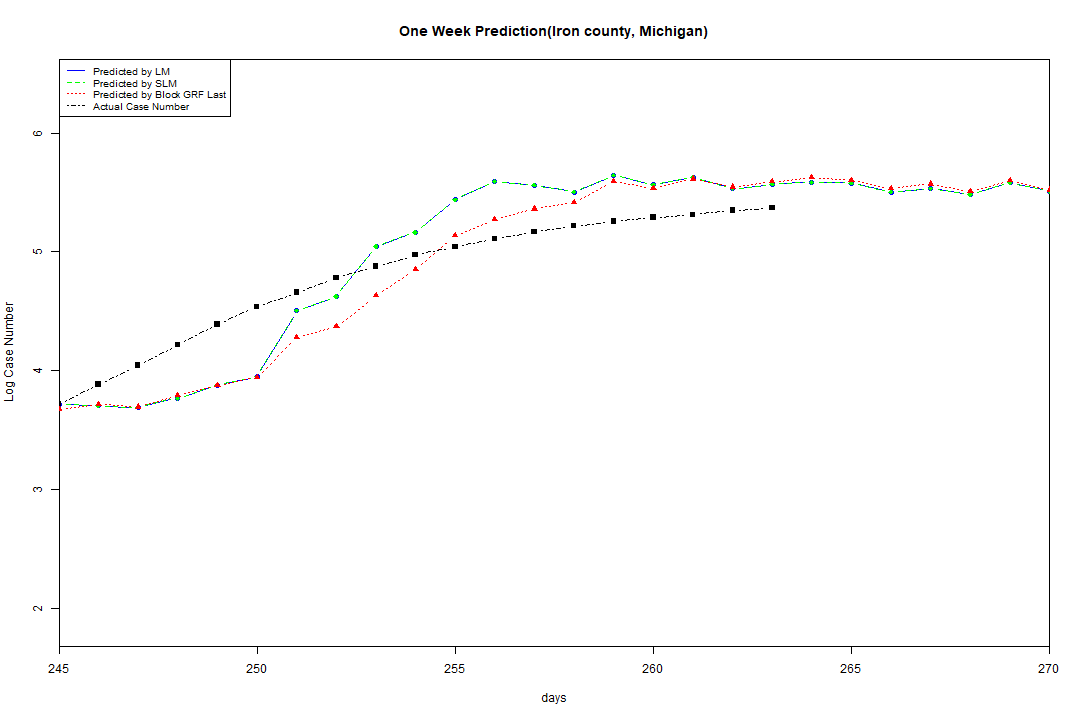 One Week Prediction(Iron county, Michigan)
Predicted by LM
Predicted by SLM
Predicted by Block GRF Last
Actual Case Number
6
5
4
3
2
Log Case Number
245 250 255 260 265 270
days